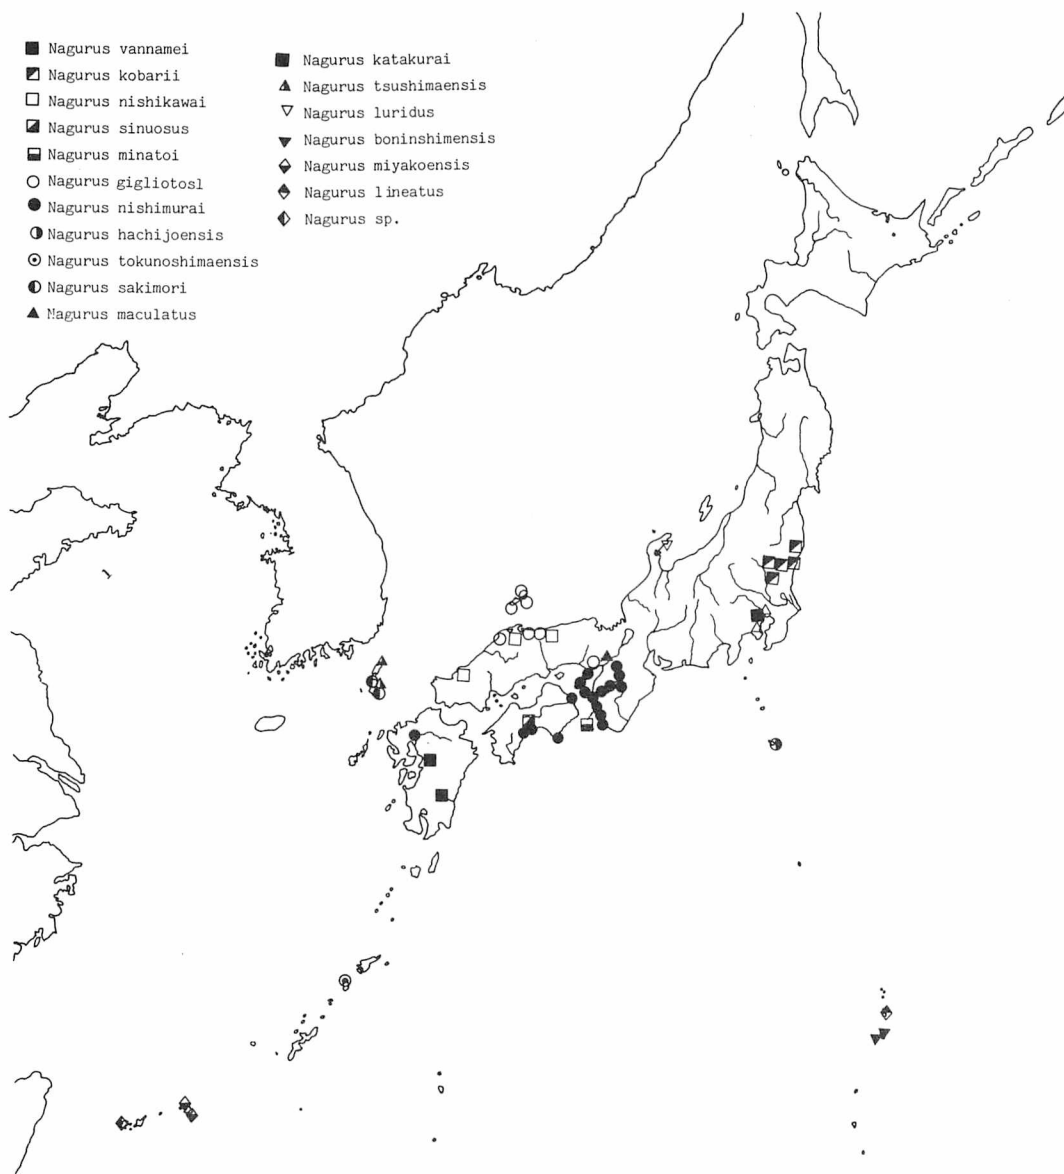 Nagurus vannamei
Nagurus kobarii
Nagurus nishikawai
Nagurus sinuosus
Nagurus minatoi
Nagurus gigliotosl
Nagurus nishimurai
Nagurus hachijoensis
Nagurus tokunoshimaensis
Nagurus sakimori
Magurus maculatus
Nagurus katakurai
Nagurus tsushimaensis
Nagurus luridus
Nagurus boninshimensis
Nagurus miyakoensis
Nagurus lineatus
Nagurus sp.